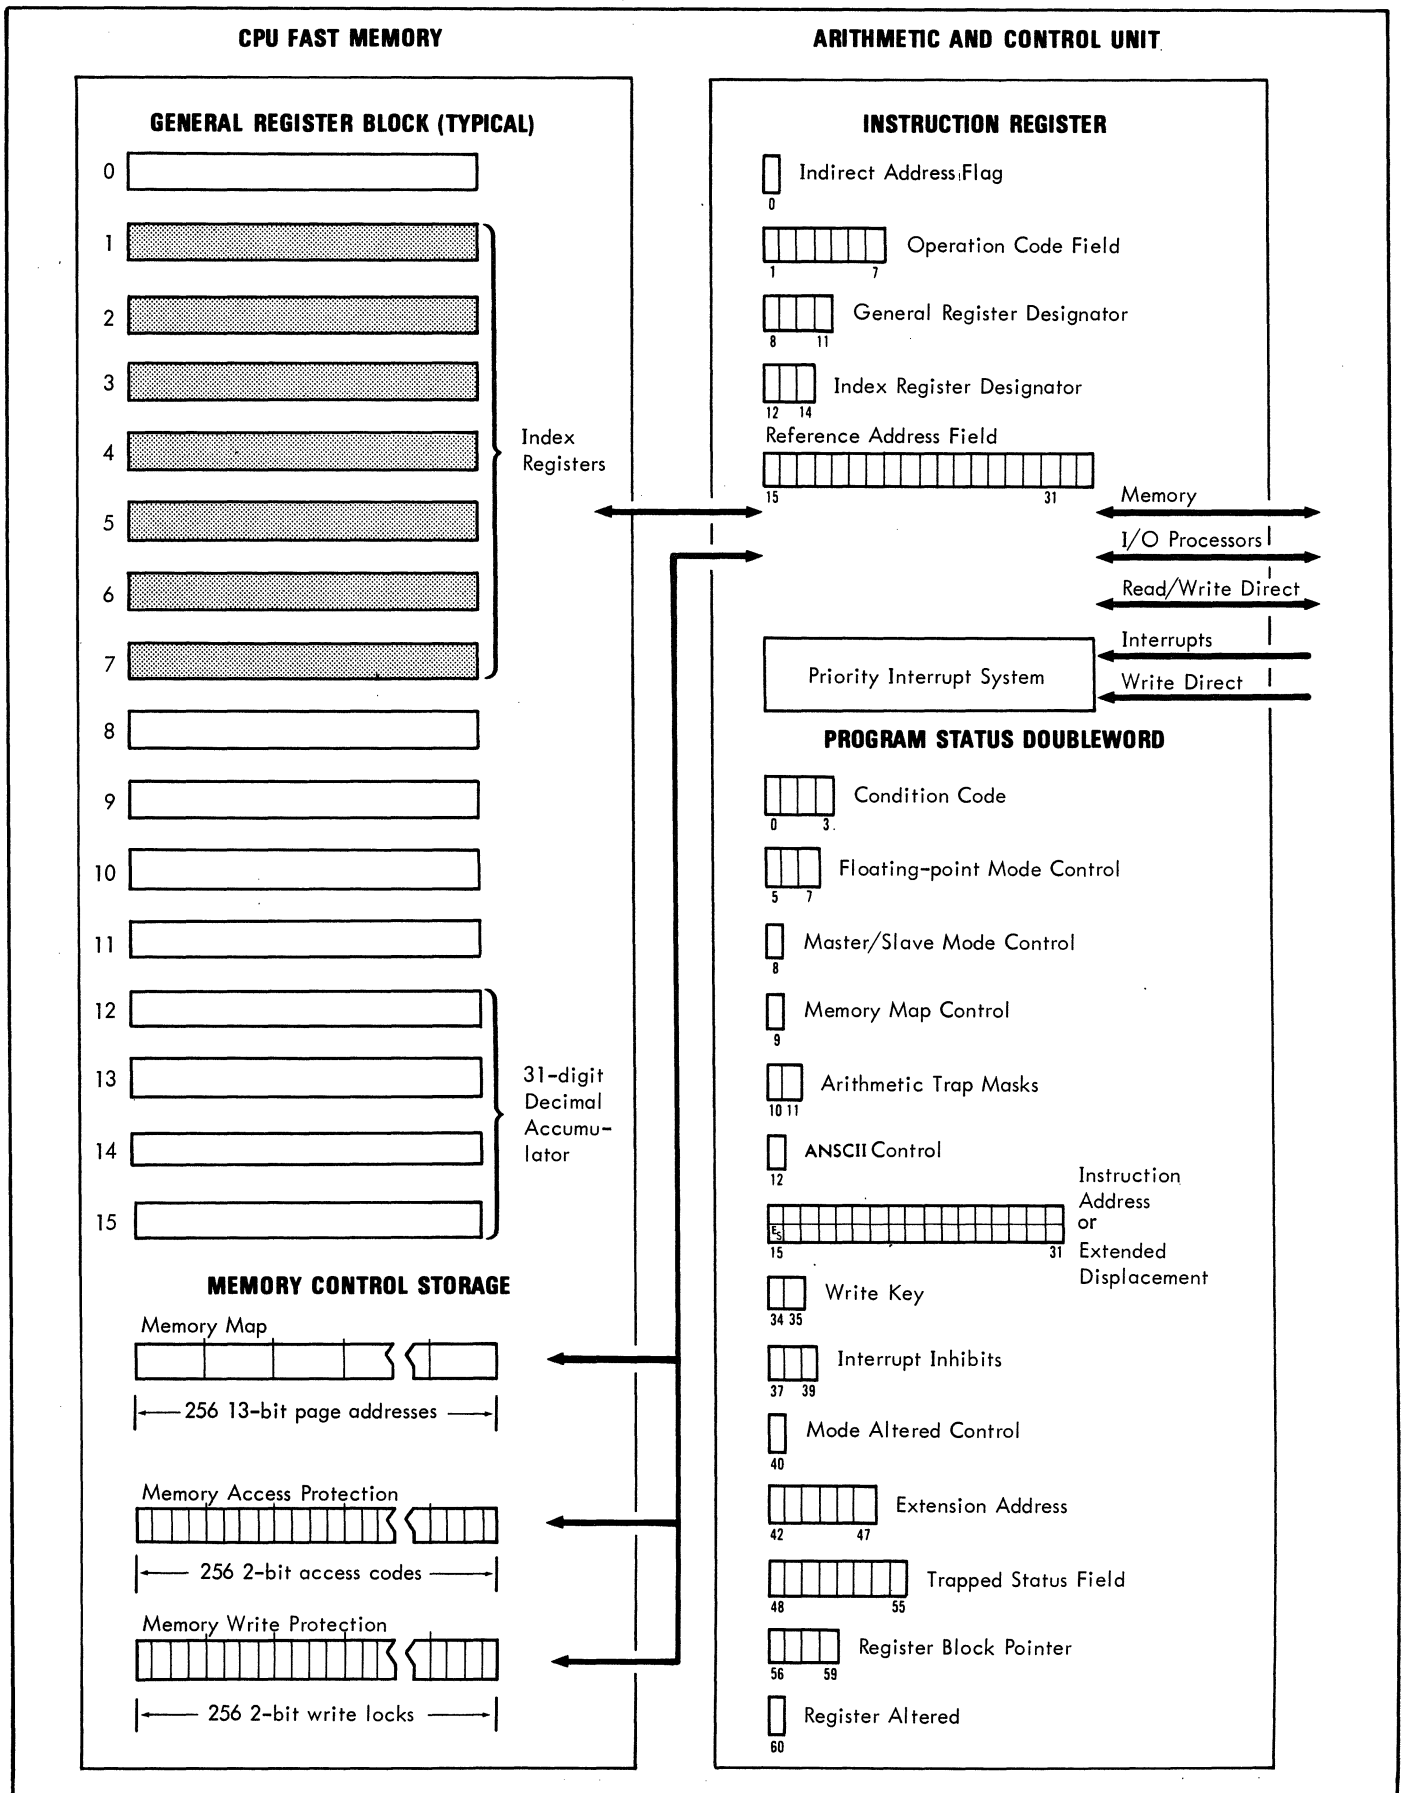 CPU FAST MEMORY
GENERAL REGISTER BLOCK (TYPICAL)
0
1
2
3
4
5
6
7
Index
Registers
8
9
10
11
12
13
14
15
31-digit
Decimal
Accumu-
lator
MEMORY CONTROL STORAGE
Memory Map
256 13-bit page addresses
Memory Access Protection
256 2-bit access codes
Memory Write Protection
256 2-bit write locks
ARITHMETIC AND CONTROL UNIT
INSTRUCTION REGISTER
Indirect Address Flag
0
Operation Code Field
1 7
General Register Designator
8 11
Index Register Designator
12 14
Reference Address Field
15 31
Memory
I/O Processors
Read/Write Direct
Interrupts
Write Direct
Priority Interrupt System
PROGRAM STATUS DOUBLEWORD
Condition Code
0 3
Floating-point Mode Control
5 7
Master/Slave Mode Control
8
Memory Map Control
9
Arithmetic Trap Masks
10 11
ANSCII Control
12
Instruction
Address
or
Extended
Displacement
ES
15 31
Write Key
34 35
Interrupt Inhibits
37 39
Mode Altered Control
40
Extension Address
42 47
Trapped Status Field
48 55
Register Block Pointer
56 59
Register Altered
60